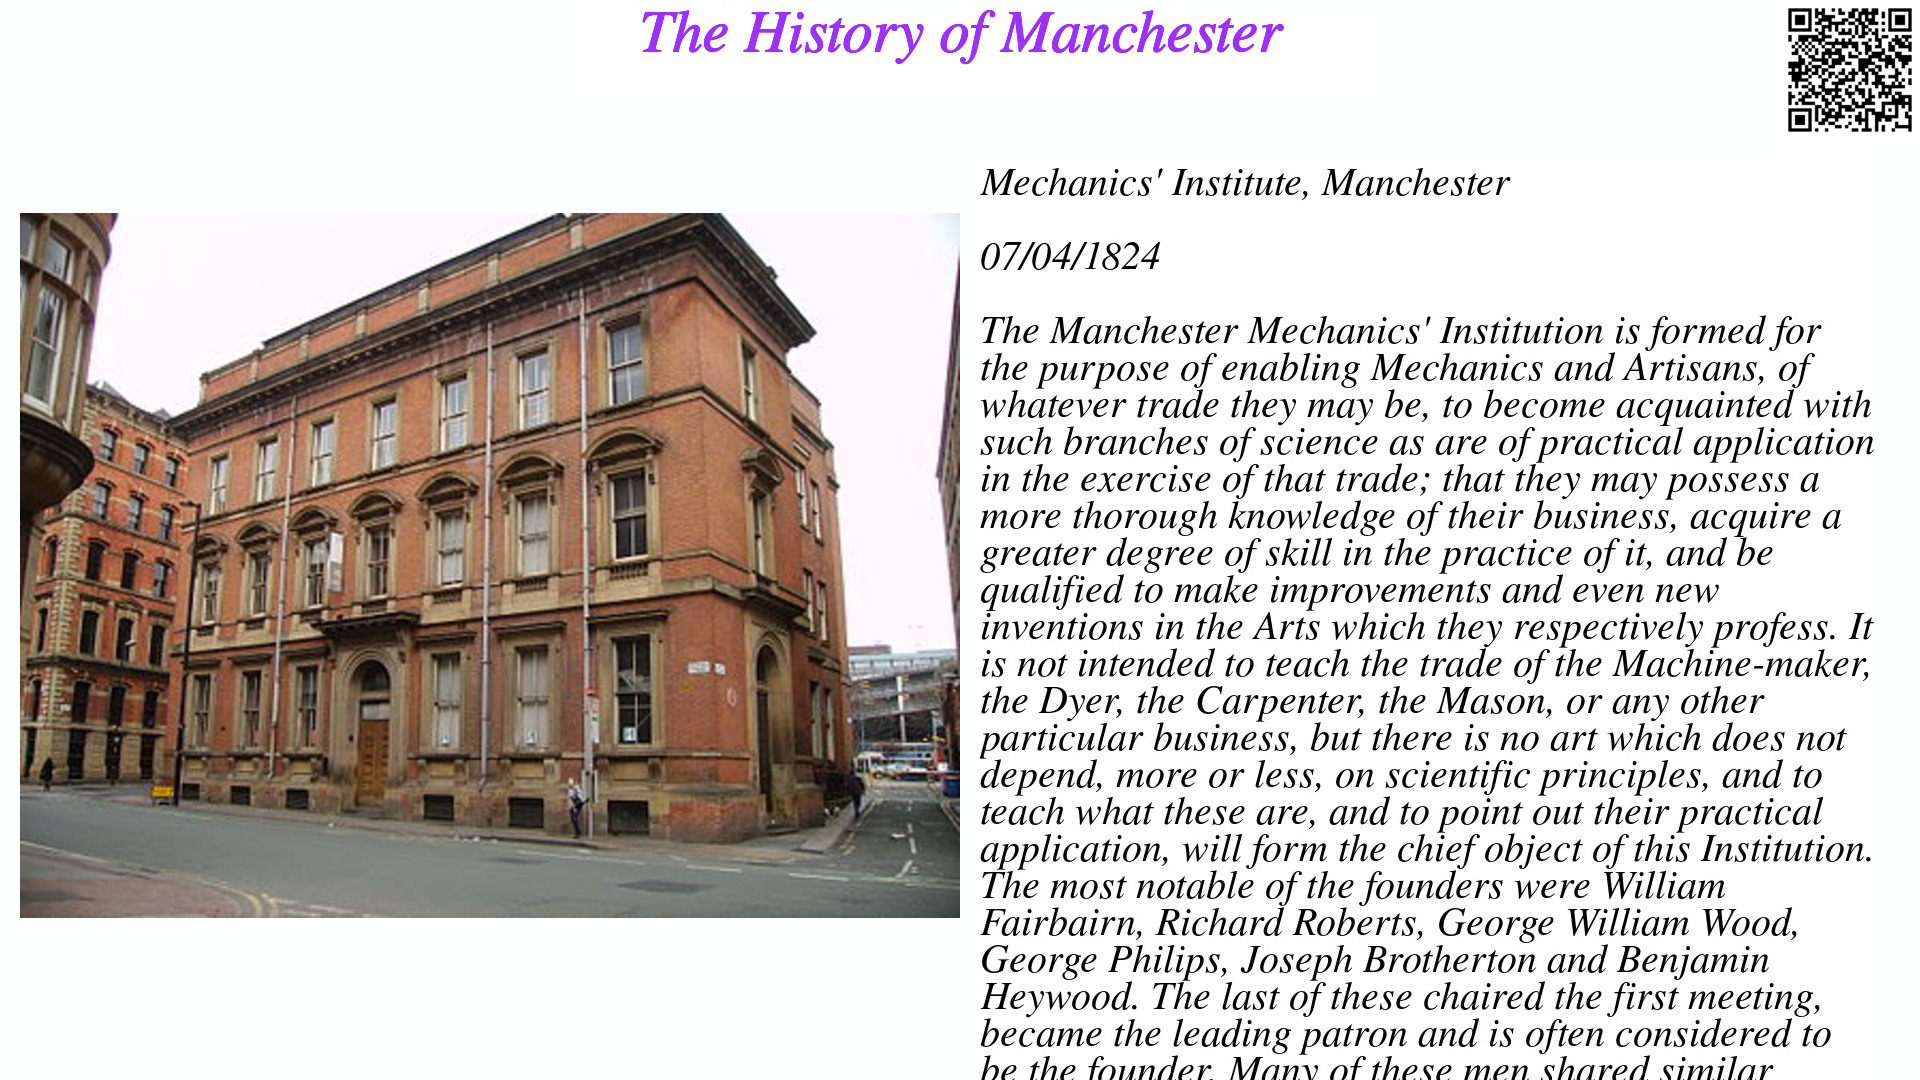 The History of Manchester
Mechanics' Institute, Manchester
07/04/1824
The Manchester Mechanics' Institution is formed for
the purpose of enabling Mechanics and Artisans, of
whatever trade they may be, to become acquainted with
such branches of science as are of practical application
in the exercise of that trade; that they may possess a
more thorough knowledge of their business, acquire a
greater degree of skill in the practice of it, and be
qualified to make improvements and even new
inventions in the Arts which they respectively profess. It
is not intended to teach the trade of the Machine-maker,
the Dyer, the Carpenter, the Mason, or any other
particular business, but there is no art which does not
depend, more or less, on scientific principles, and to
teach what these are, and to point out their practical
application, will form the chief object of this Institution.
The most notable of the founders were William
Fairbairn, Richard Roberts, George William Wood,
George Philips, Joseph Brotherton and Benjamin
Heywood. The last of these chaired the first meeting,
became the leading patron and is often considered to
be the founder. Many of these men shared similar